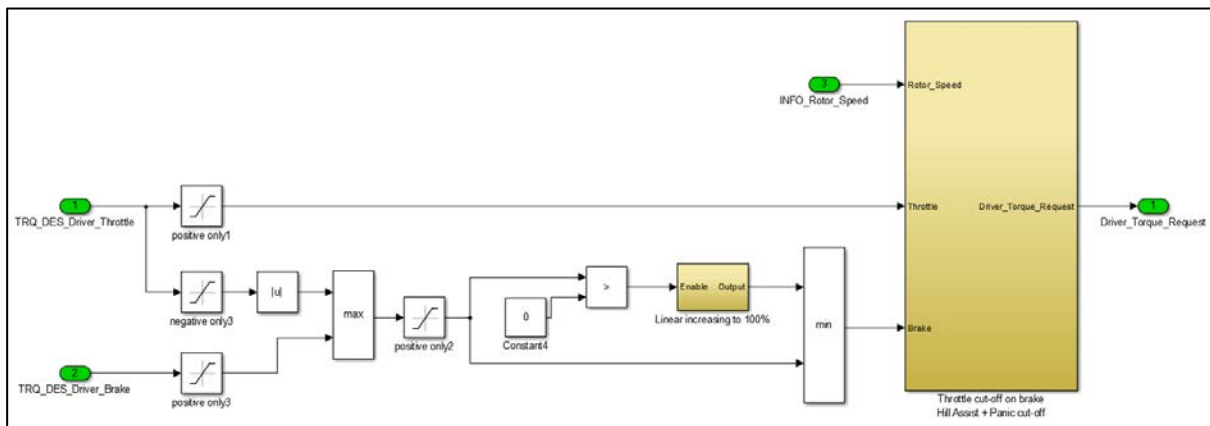 3
INFO_Rotor_Speed
Rotor_Speed
1
TRQ_DES_Driver_Throttle
positive only1
Throttle
Driver_Torque_Request
1
Driver_Torque_Request
negative only3
|u|
max
positive only2
>
0
Constant4
Enable
Output
Linear increasing to 100%
min
Brake
2
TRQ_DES_Driver_Brake
positive only3
Throttle cut-off on brake
Hill Assist + Panic cut-off